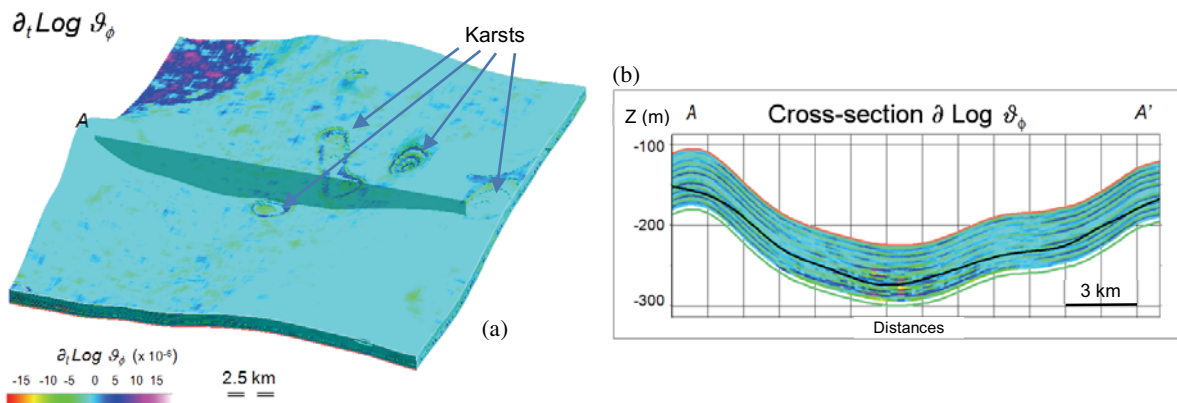 ∂ₜ Log ϑᵩ
Karsts
A
(a)
∂ₜ Log ϑᵩ (x 10⁻⁶)
-15 -10 -5 0 5 10 15
2.5 km
(b)
Z (m) A Cross-section ∂ Log ϑᵩ A'
-100
-200
-300
3 km
Distances